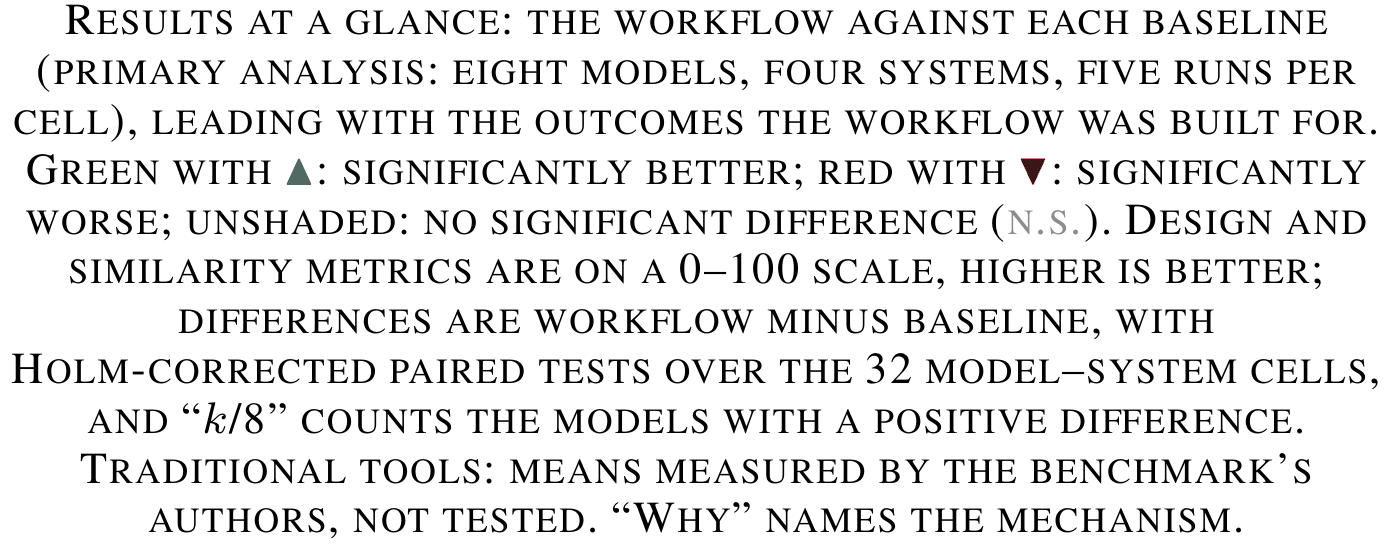 Results at a glance: the workflow against each baseline
(primary analysis: eight models, four systems, five runs per
cell), leading with the outcomes the workflow was built for.
Green with ▲: significantly better; red with ▼: significantly
worse; unshaded: no significant difference (n.s.). Design and
similarity metrics are on a 0–100 scale, higher is better;
differences are workflow minus baseline, with
Holm-corrected paired tests over the 32 model–system cells,
and “k/8” counts the models with a positive difference.
Traditional tools: means measured by the benchmark’s
authors, not tested. “Why” names the mechanism.